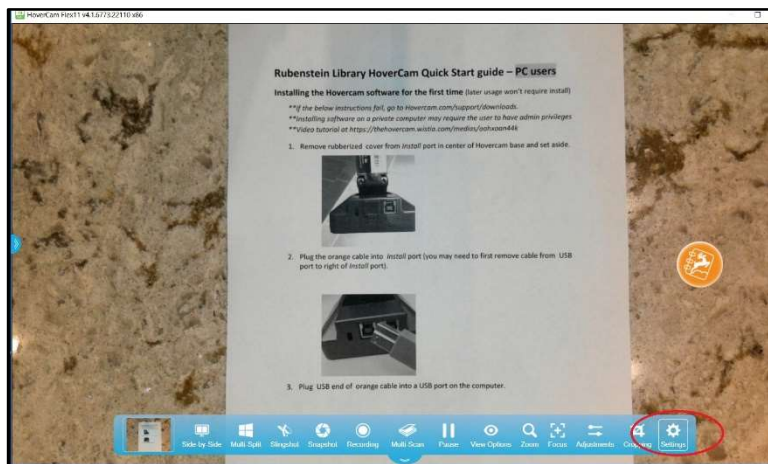 HoverCam Flex11 v4.1.6773.22110 x86
Rubenstein Library HoverCam Quick Start guide – PC users
Installing the Hovercam software for the first time (later usage won't require install)
**If the below instructions fail, go to Hovercam.com/support/downloads.
**Installing software on a private computer may require the user to have admin privileges
**Video tutorial at https://thehovercam.wistia.com/medias/
1. Remove rubberized cover from install port in center of Hovercam base and set aside.
2. Plug the orange cable into install port (you may need to first remove cable from USB
port to right of install port).
3. Plug USB end of orange cable into a USB port on the computer.
Side-by-Side Multi-Split Slingshot Snapshot Recording Multi Scan Pause View Options Zoom Focus Adjustments Cropping Settings